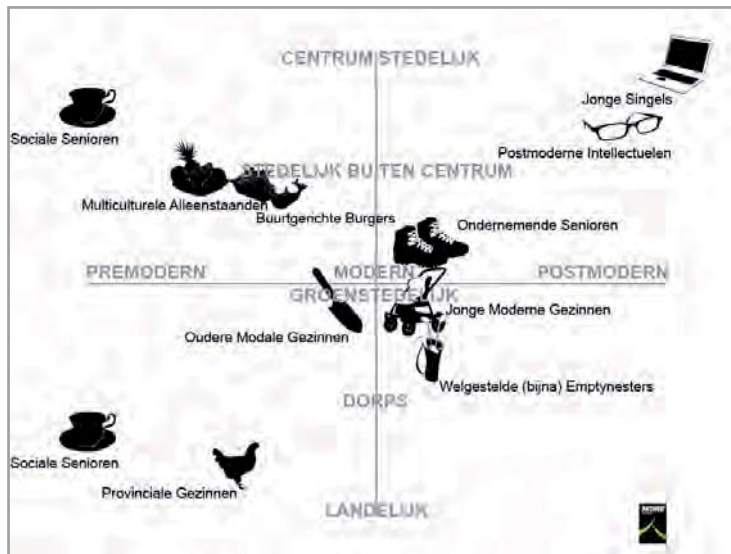 CENTRUM STEDELIJK
Jonge Singels
Sociale Senioren
Postmoderne Intellectuelen
STEDELIJK BUITEN CENTRUM
Multiculturele Alleenstaanden
Buurtgerichte Burgers
Ondernemende Senioren
PREMODERN
MODERN
POSTMODERN
GROENSTEDELIJK
Jonge Moderne Gezinnen
Oudere Modale Gezinnen
Welgestelde (bijna) Emptynesters
DORPS
Sociale Senioren
Provinciale Gezinnen
LANDELIJK